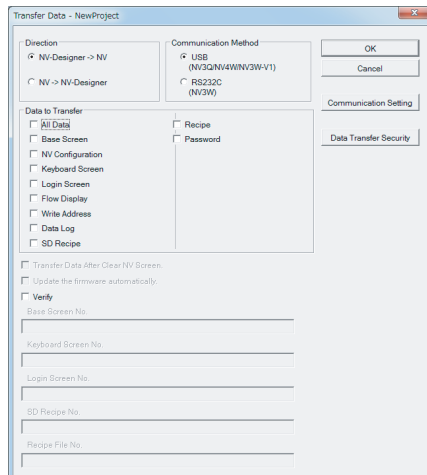 Transfer Data - NewProject
Direction
NV-Designer -> NV
NV -> NV-Designer
Communication Method
USB
(NV3Q/NV4W/NV3W-V1)
RS232C
(NV3W)
OK
Cancel
Communication Setting
Data Transfer Security
Data to Transfer
All Data
Base Screen
NV Configuration
Keyboard Screen
Login Screen
Flow Display
Write Address
Data Log
SD Recipe
Recipe
Password
Transfer Data After Clear NV Screen.
Update the firmware automatically.
Verify
Base Screen No.
Keyboard Screen No.
Login Screen No.
SD Recipe No.
Recipe File No.